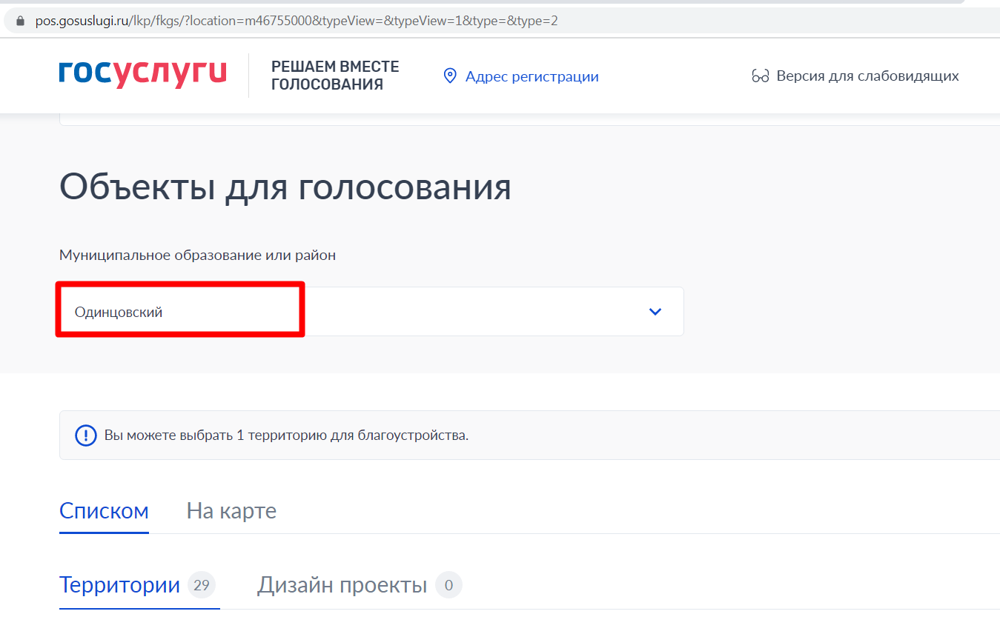 pos.gosuslugi.ru/lkp/fkgs/?location=m46755000&typeView=&typeView=1&type=&type=2
госуслуги
РЕШАЕМ ВМЕСТЕ
ГОЛОСОВАНИЯ
Адрес регистрации
Версия для слабовидящих
Объекты для голосования
Муниципальное образование или район
Одинцовский
Вы можете выбрать 1 территорию для благоустройства.
Списком На карте
Территории 29 Дизайн проекты 0